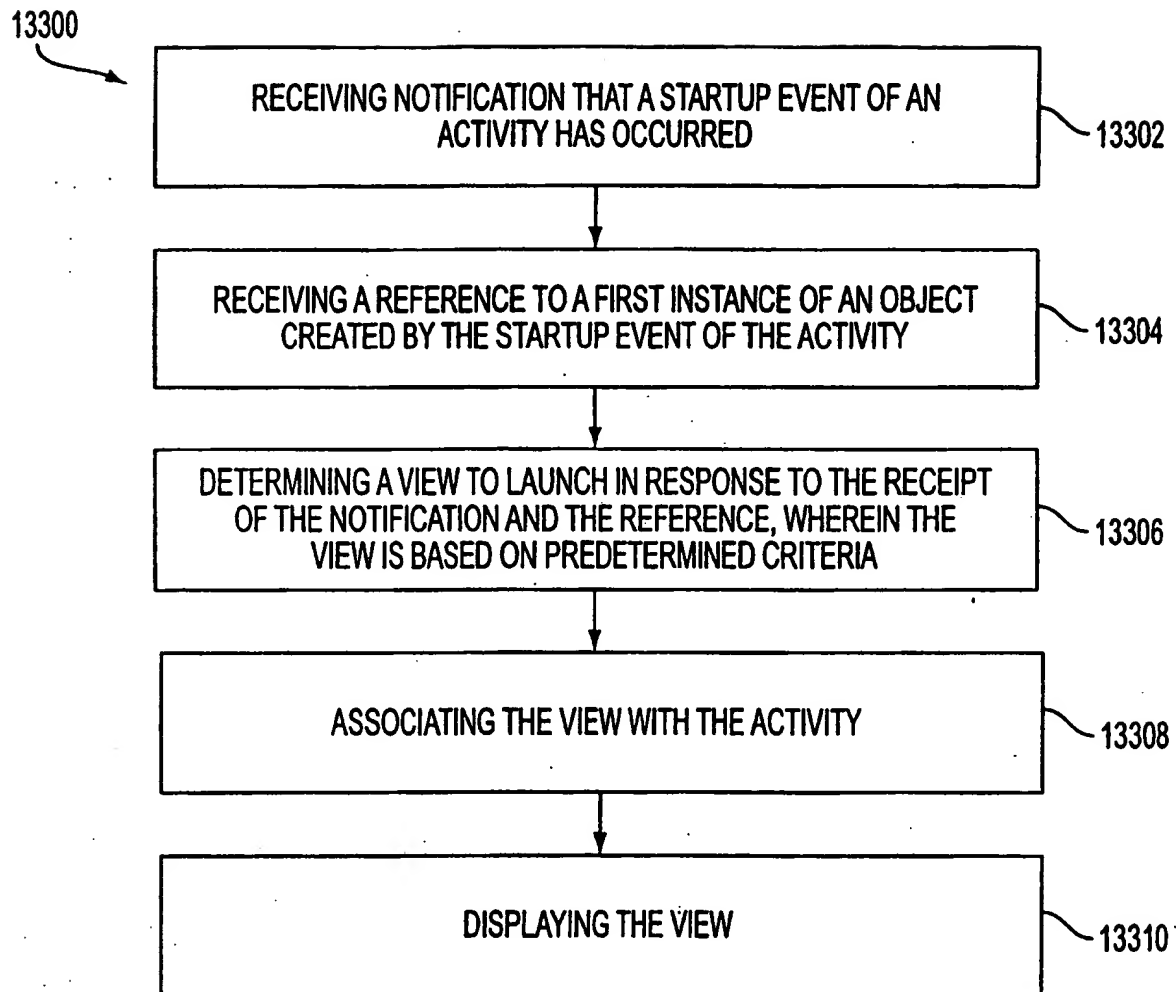 13300
RECEIVING NOTIFICATION THAT A STARTUP EVENT OF AN
ACTIVITY HAS OCCURRED
13302
RECEIVING A REFERENCE TO A FIRST INSTANCE OF AN OBJECT
CREATED BY THE STARTUP EVENT OF THE ACTIVITY
13304
DETERMINING A VIEW TO LAUNCH IN RESPONSE TO THE RECEIPT
OF THE NOTIFICATION AND THE REFERENCE, WHEREIN THE
VIEW IS BASED ON PREDETERMINED CRITERIA
13306
ASSOCIATING THE VIEW WITH THE ACTIVITY
13308
DISPLAYING THE VIEW
13310